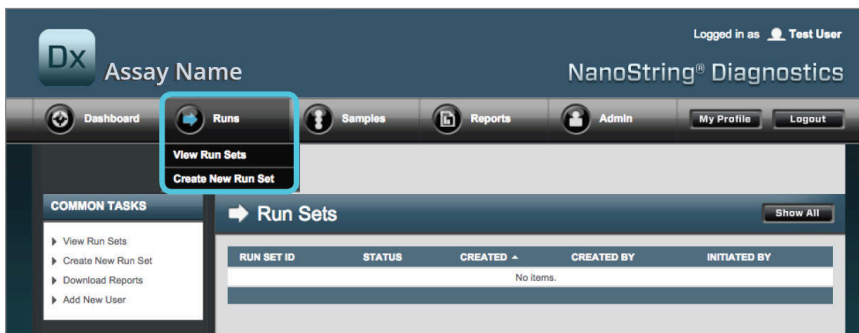 Logged in as Test User
Dx Assay Name
NanoString® Diagnostics
Dashboard Runs Samples Reports Admin My Profile Logout
View Run Sets
Create New Run Set
COMMON TASKS
View Run Sets
Create New Run Set
Download Reports
Add New User
Run Sets Show All
RUN SET ID STATUS CREATED CREATED BY INITIATED BY
No items.